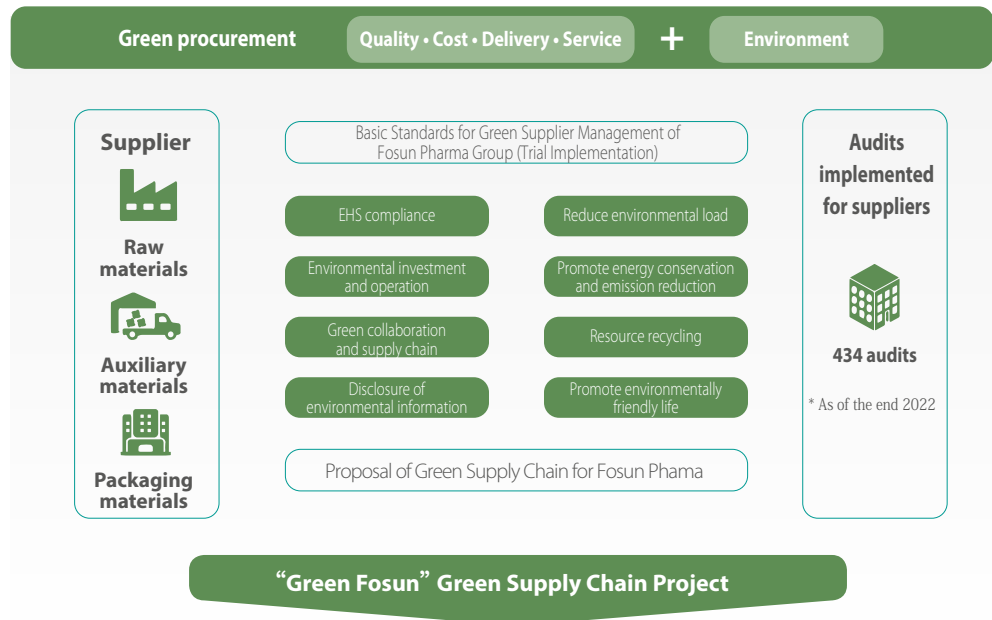 Green procurement
Quality • Cost • Delivery • Service
+
Environment
Supplier
Raw
materials
Auxiliary
materials
Packaging
materials
Basic Standards for Green Supplier Management of
Fosun Pharma Group (Trial Implementation)
EHS compliance
Reduce environmental load
Environmental investment
and operation
Promote energy conservation
and emission reduction
Green collaboration
and supply chain
Resource recycling
Disclosure of
environmental information
Promote environmentally
friendly life
Proposal of Green Supply Chain for Fosun Phama
Audits
implemented
for suppliers
434 audits
* As of the end 2022
“Green Fosun” Green Supply Chain Project